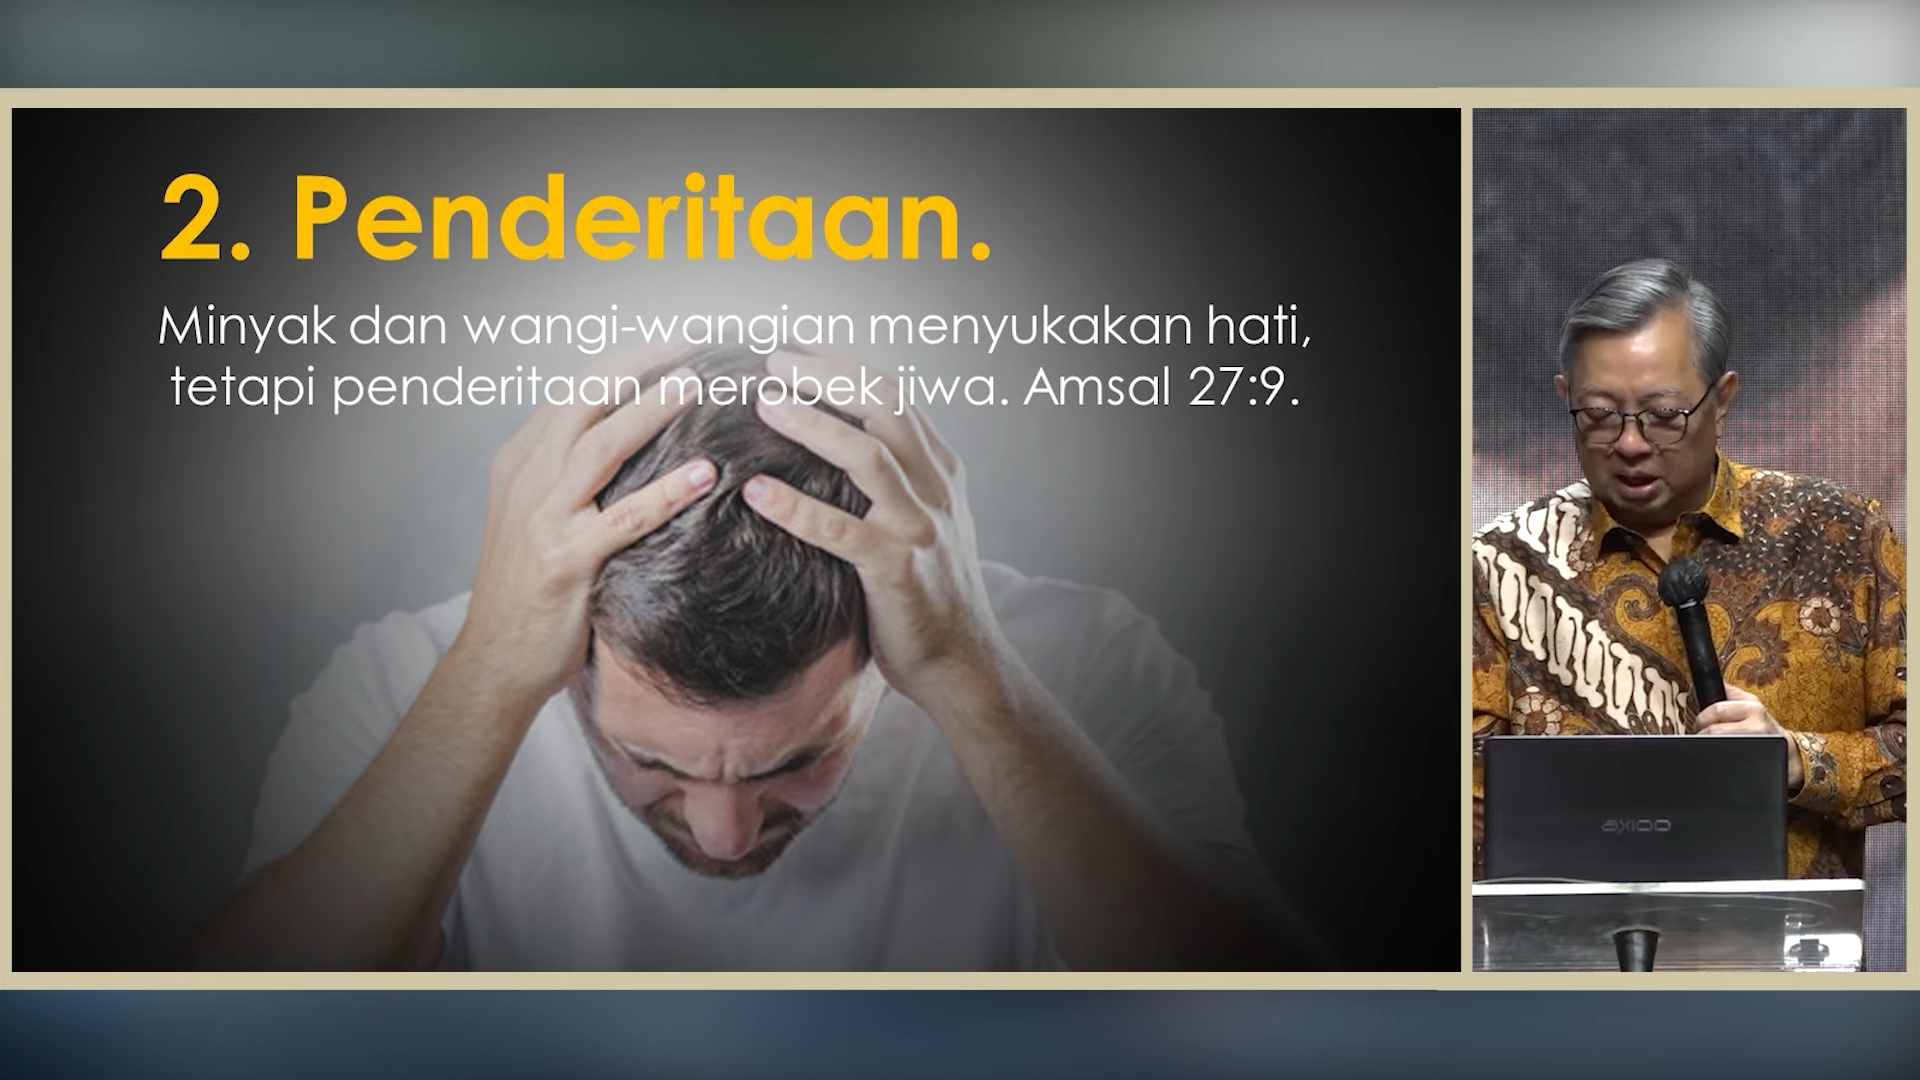 2. Penderitaan.
Minyak dan wangi-wangian menyukakan hati,
tetapi penderitaan merobek jiwa. Amsal 27:9.
axioo